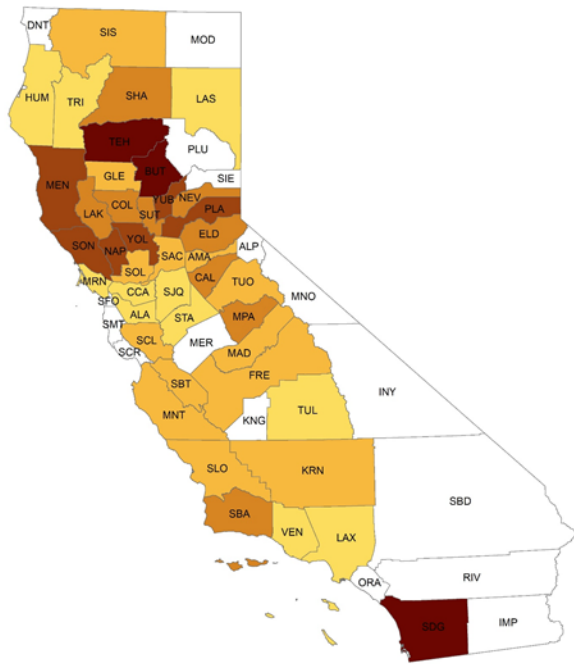 DNT
SIS
MOD
HUM
TRI
SHA
LAS
TEH
PLU
BUT
GLE
SIE
MEN
YUB
NEV
LAK
COL
SUT
PLA
SON
NAP
YOL
ELD
ALP
SAC
AMA
SOL
MRN
CAL
TUO
MNO
SFO
CCA
SJQ
ALA
STA
MPA
SMT
SCL
MER
SCR
MAD
SBT
FRE
INY
MNT
KNG
TUL
SLO
KRN
SBD
SBA
VEN
LAX
ORA
RIV
SDG
IMP